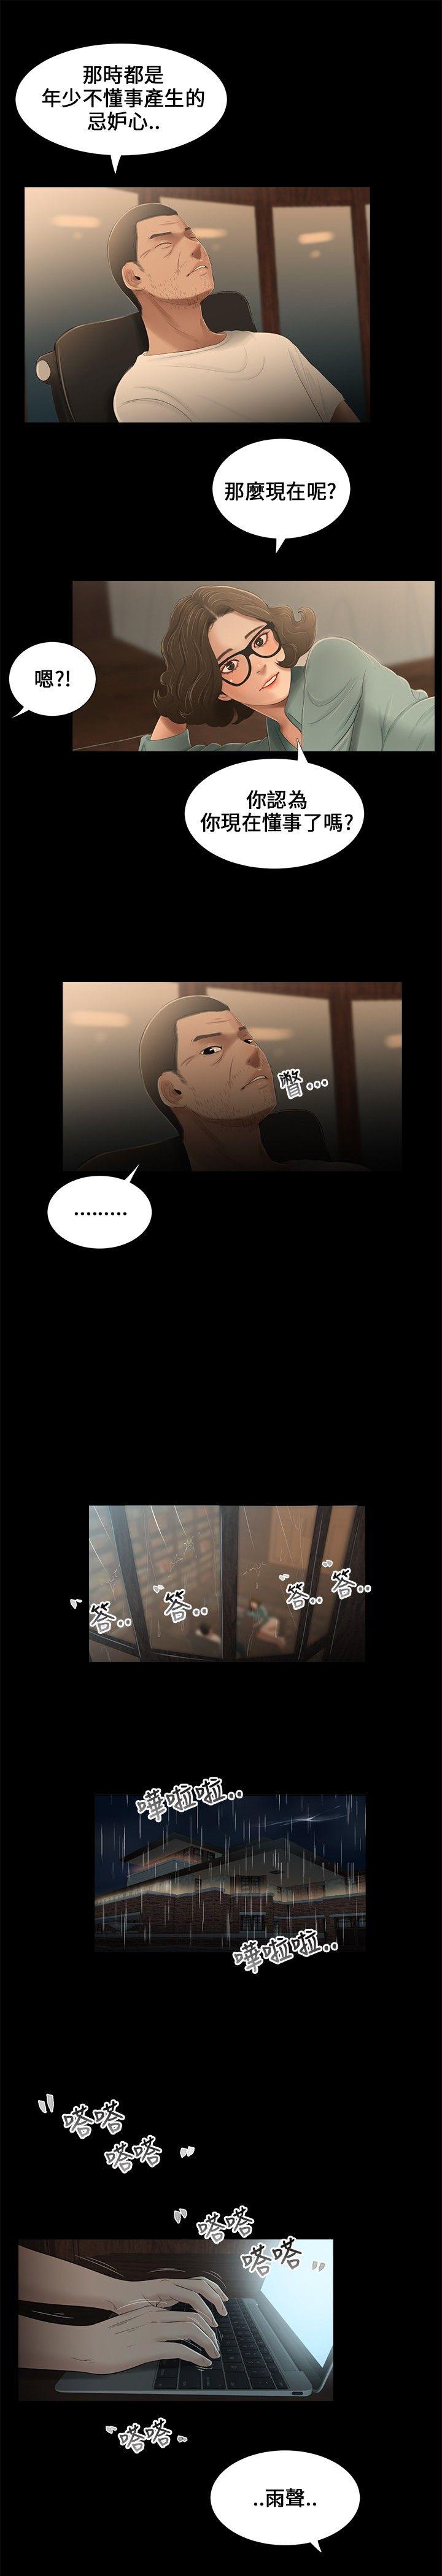 那時都是
年少不懂事產生的
忌妒心..
那麼現在呢?
嗯?!
你認為
你現在懂事了嗎?
瞥...
.........
答..
答..
答..
答..
嘩啦啦..
嘩啦啦..
嗒嗒
嗒嗒
嗒嗒
嗒嗒
嗒嗒
..雨聲..